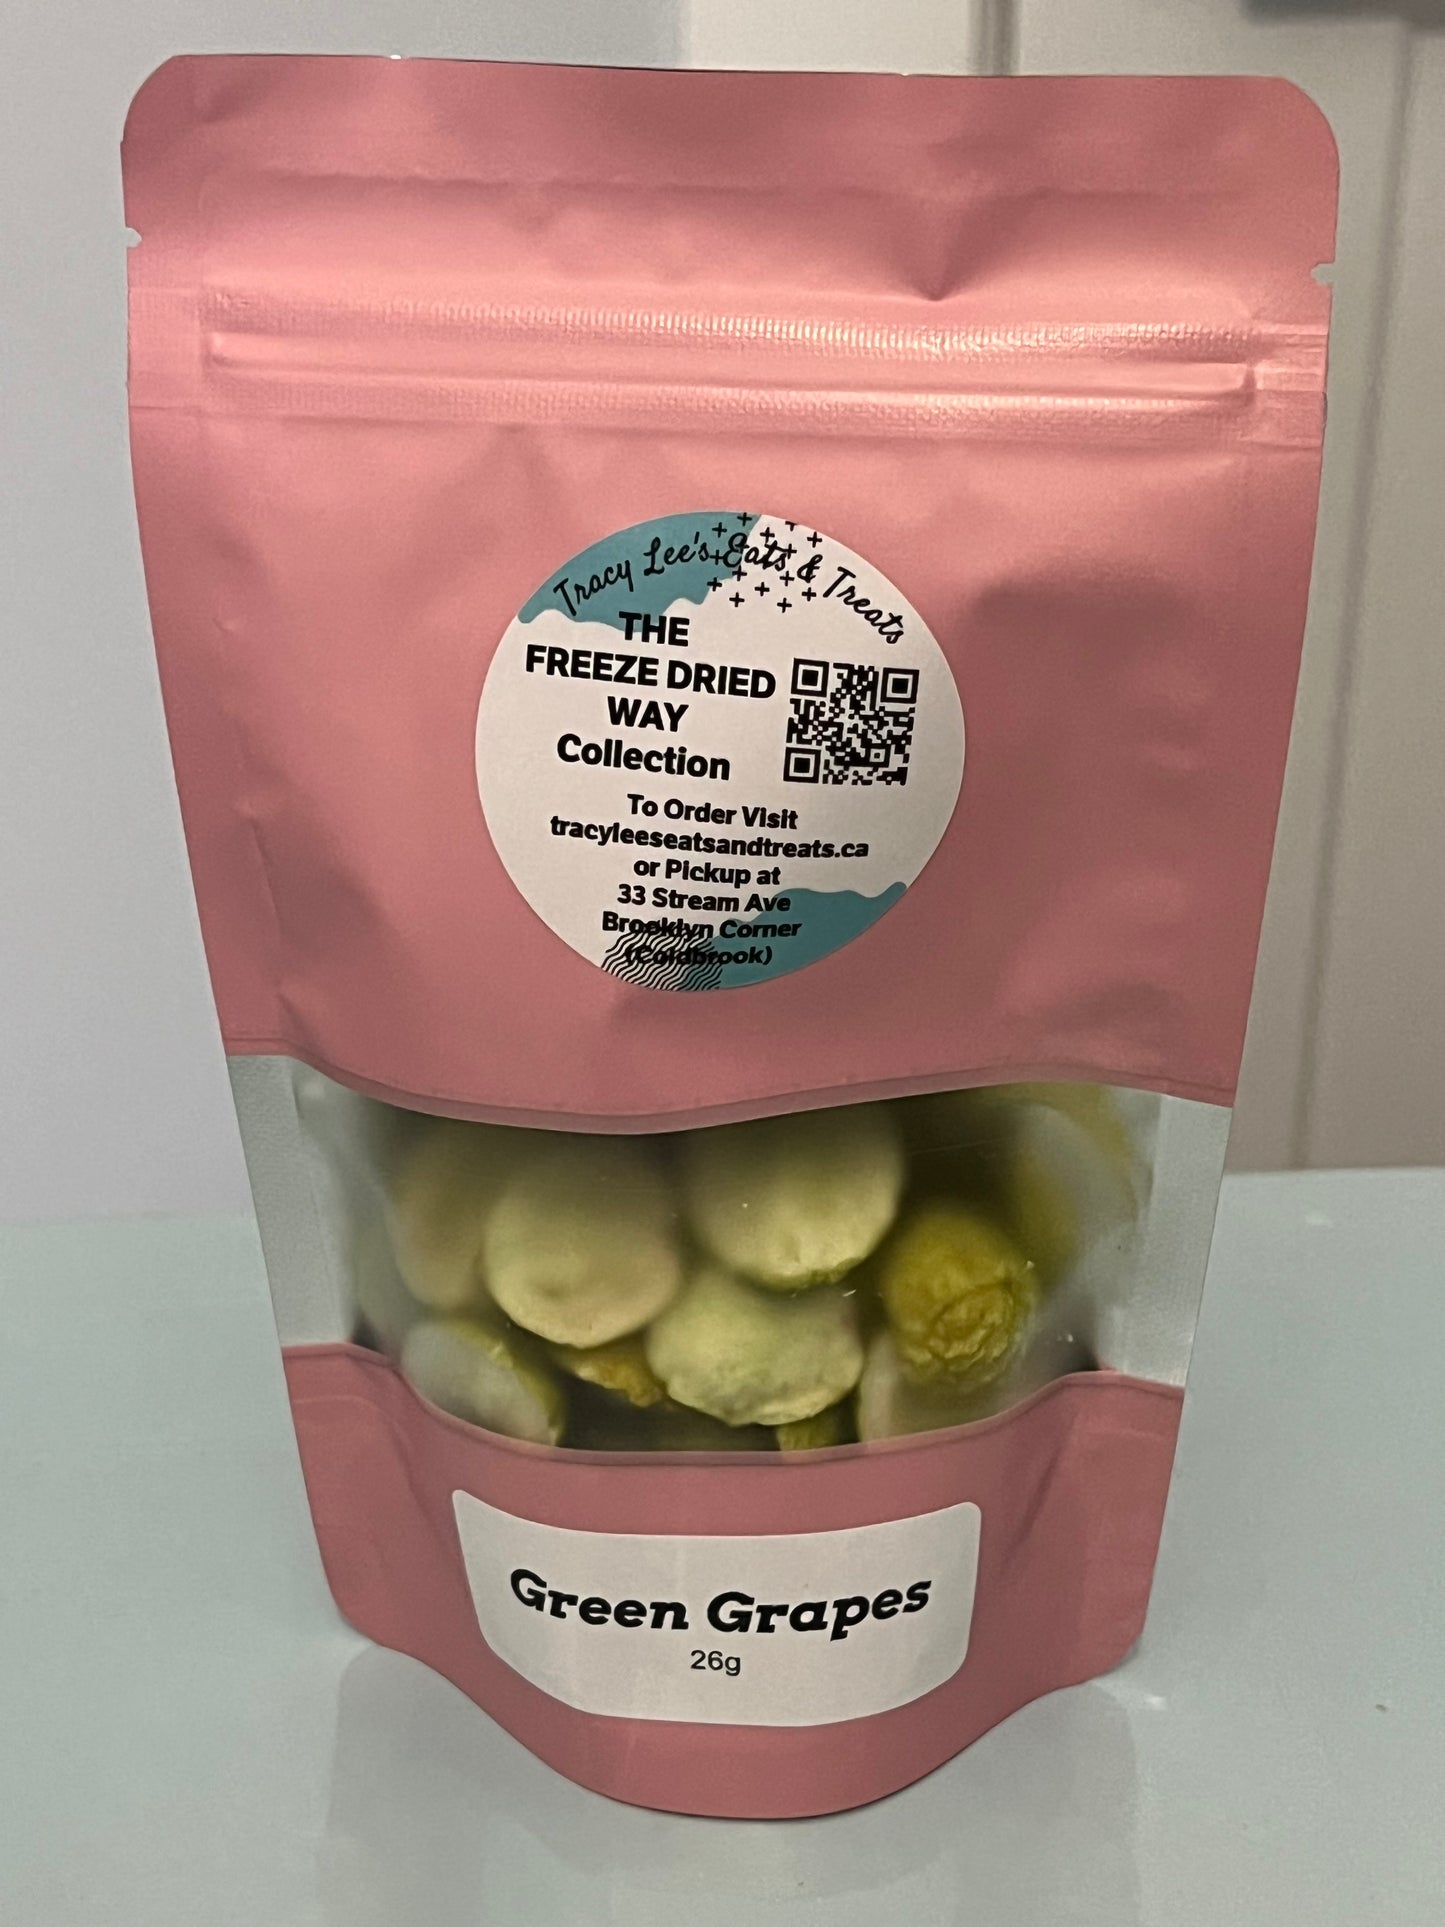 Tracy Lee's Eats & Treats
THE
FREEZE DRIED
WAY
Collection
To Order Visit
tracyleeseatsandtreats.ca
or Pickup at
33 Stream Ave
Brooklyn Corner
(Coldbrook)
Green Grapes
26g